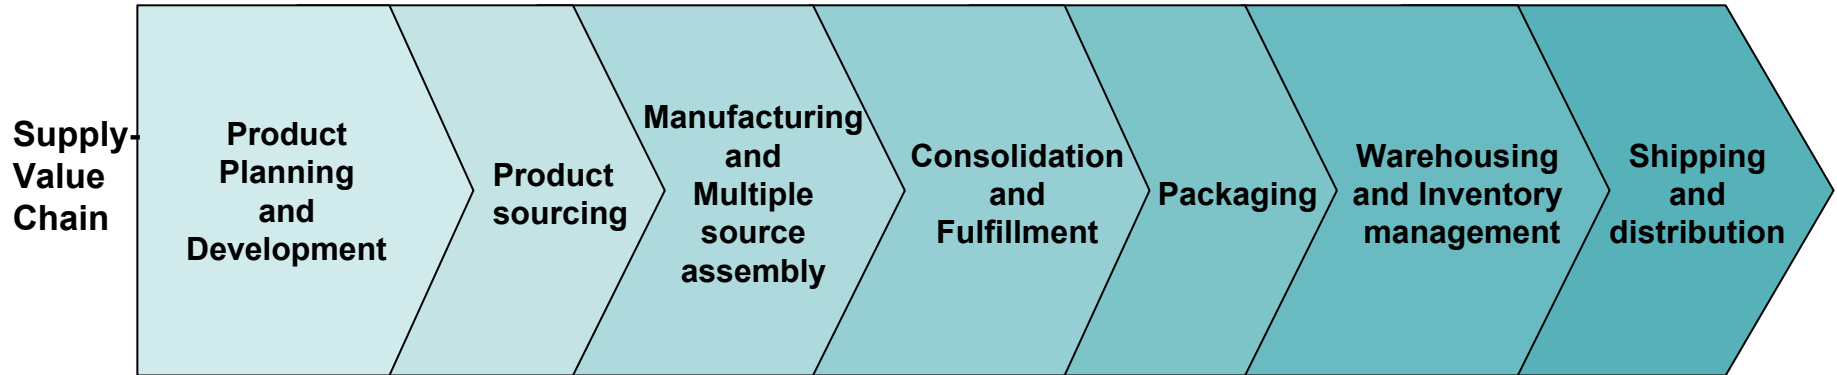 Supply-
Value
Chain
Product
Planning
and
Development
Product
sourcing
Manufacturing
and
Multiple
source
assembly
Consolidation
and
Fulfillment
Packaging
Warehousing
and Inventory
management
Shipping
and
distribution